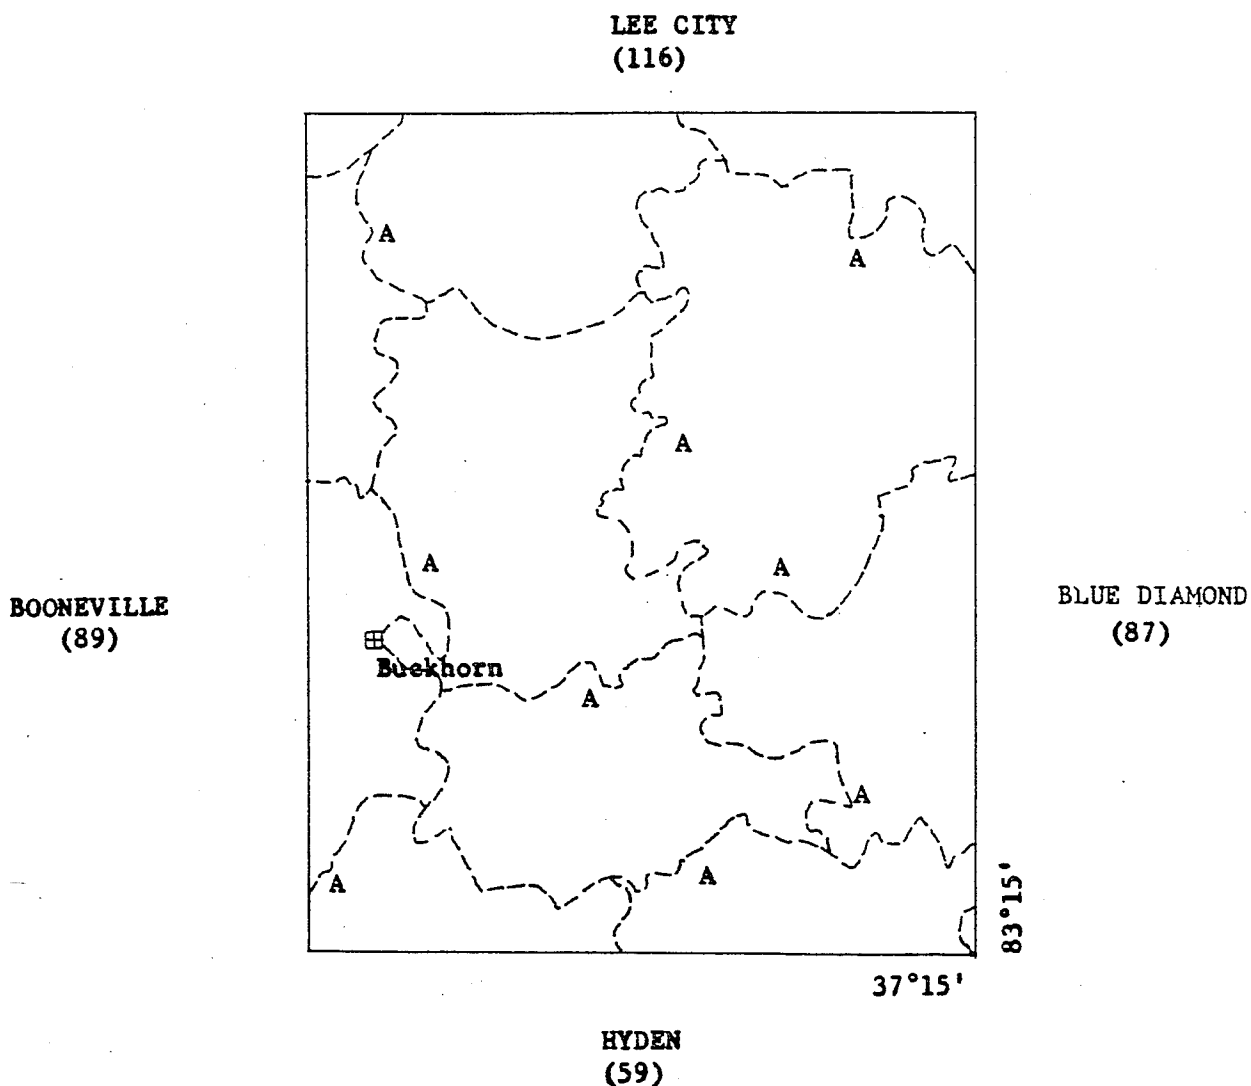 LEE CITY
(116)
A
A
A
A
A
BOONEVILLE
(89)
BLUE DIAMOND
(87)
Buckhorn
A
A
A
A
83°15'
37°15'
HYDEN
(59)